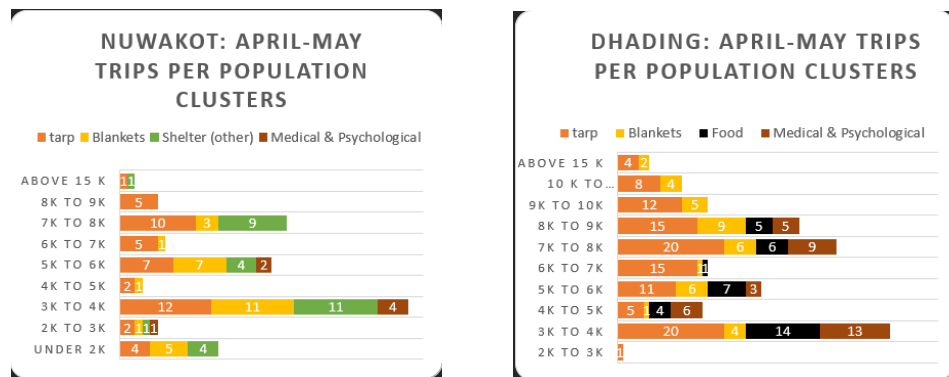 NUWAKOT: APRIL-MAY
TRIPS PER POPULATION
CLUSTERS
tarp Blankets Shelter (other) Medical & Psychological
ABOVE 15 K 1 1
8K TO 9K 5
7K TO 8K 10 3 9
6K TO 7K 5 1
5K TO 6K 7 7 4 2
4K TO 5K 2 1
3K TO 4K 12 11 11 4
2K TO 3K 2 1 1 1
UNDER 2K 4 5 4
DHADING: APRIL-MAY TRIPS
PER POPULATION CLUSTERS
tarp Blankets Food Medical & Psychological
ABOVE 15 K 4 2
10 K TO... 8 4
9K TO 10K 12 5
8K TO 9K 15 9 5 5
7K TO 8K 20 6 6 9
6K TO 7K 15 1 1
5K TO 6K 11 6 7 3
4K TO 5K 5 1 4 6
3K TO 4K 20 4 14 13
2K TO 3K 1